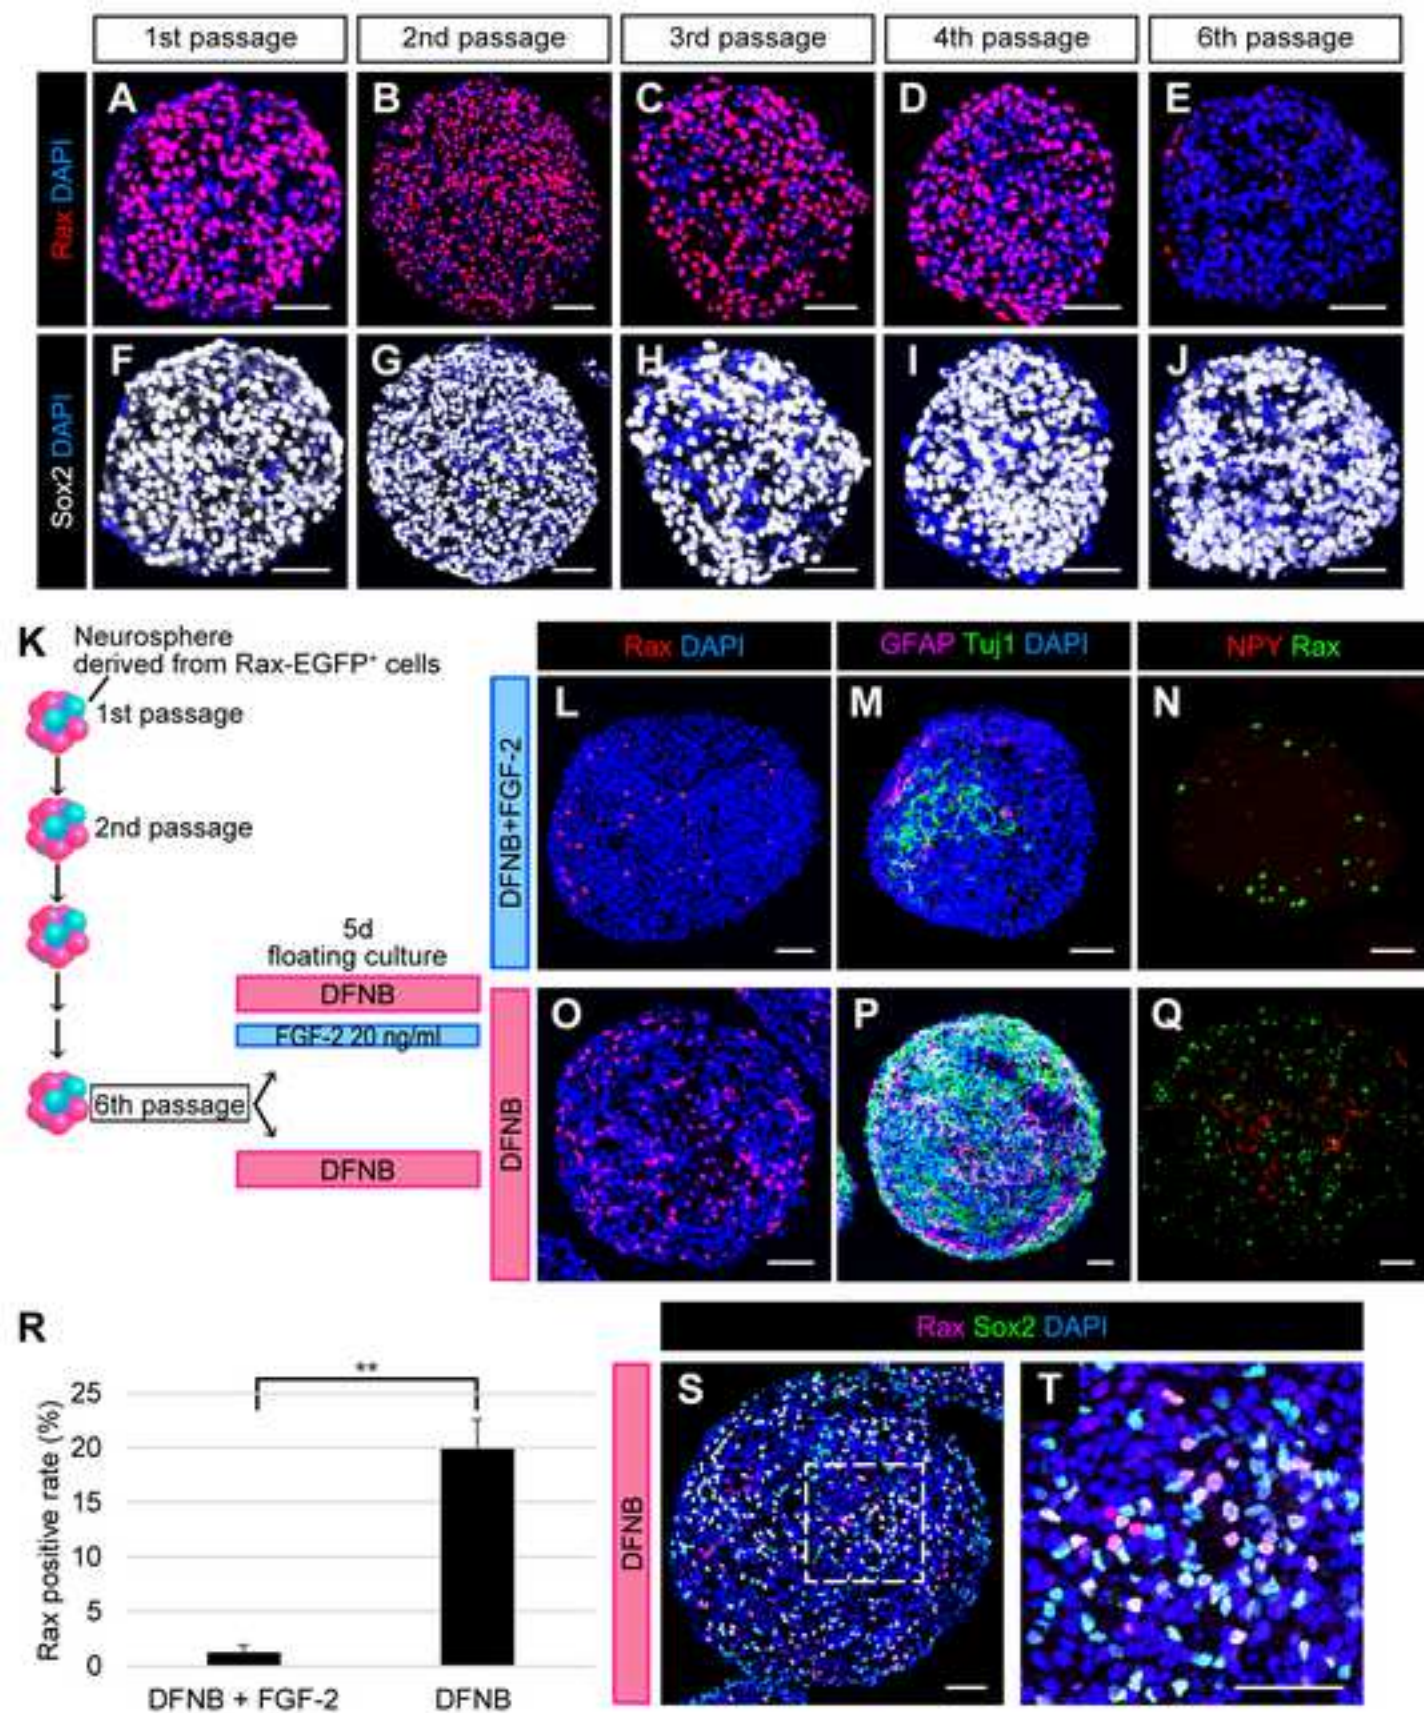 1st passage
2nd passage
3rd passage
4th passage
6th passage
Rax DAPI
A
B
C
D
E
Sox2 DAPI
F
G
H
I
J
K
Neurosphere
derived from Rax-EGFP⁺ cells
1st passage
2nd passage
5d
floating culture
DFNB
FGF-2 20 ng/ml
6th passage
DFNB
Rax DAPI
GFAP Tuj1 DAPI
NPY Rax
DFNB+FGF-2
L
M
N
DFNB
O
P
Q
R
**
Rax positive rate (%)
25
20
15
10
5
0
DFNB + FGF-2
DFNB
Rax Sox2 DAPI
DFNB
S
T